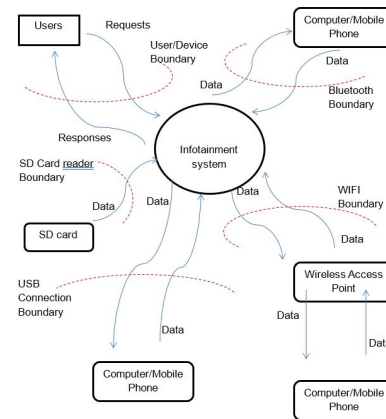 Users
Requests
Computer/Mobile
Phone
User/Device
Boundary
Data
Data
Bluetooth
Boundary
Responses
Infotainment
system
SD Card reader
Boundary
Data
Data
Data
WIFI
Boundary
Data
SD card
USB
Connection
Boundary
Wireless Access
Point
Data
Data
Computer/Mobile
Phone
Computer/Mobile
Phone